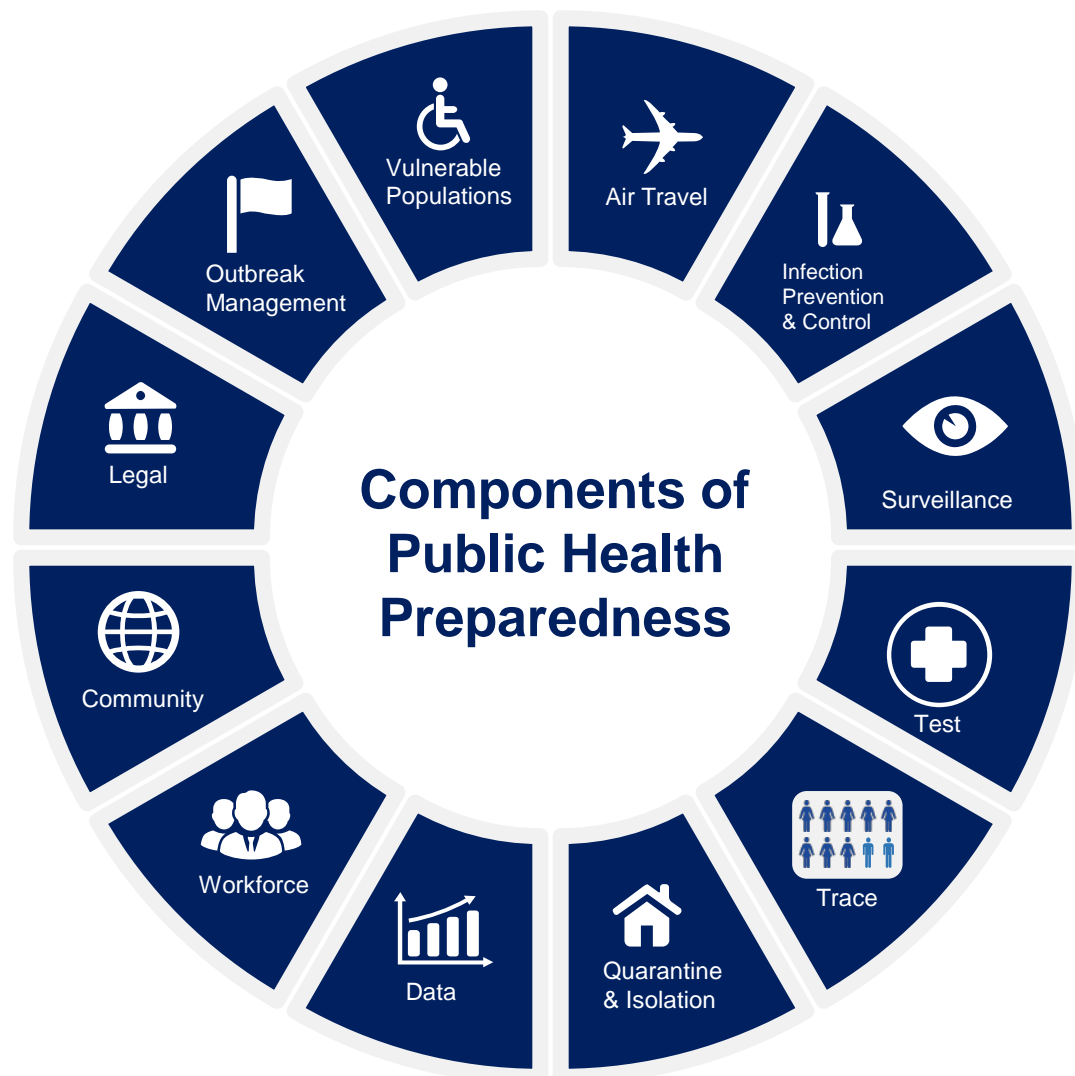 Components of
Public Health
Preparedness
Air Travel
Infection
Prevention
& Control
Surveillance
Test
Trace
Quarantine
& Isolation
Data
Workforce
Community
Legal
Outbreak
Management
Vulnerable
Populations